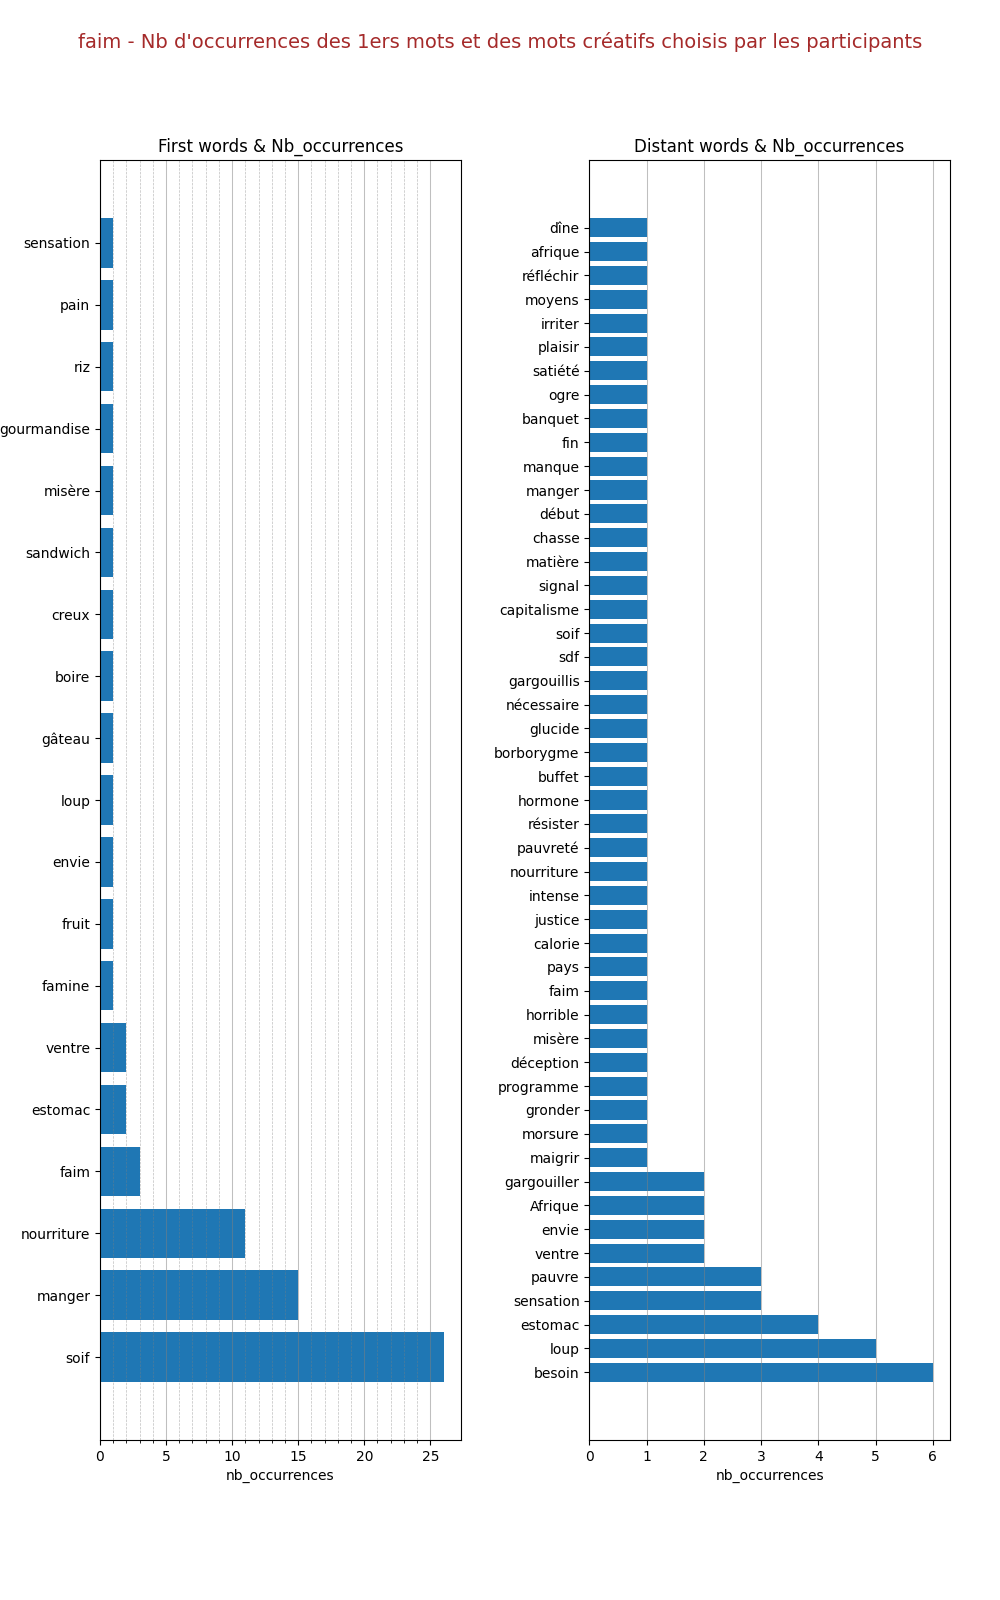 faim - Nb d'occurrences des 1ers mots et des mots créatifs choisis par les participants
First words & Nb_occurrences
sensation
pain
riz
gourmandise
misère
sandwich
creux
boire
gâteau
loup
envie
fruit
famine
ventre
estomac
faim
nourriture
manger
soif
0 5 10 15 20 25
nb_occurrences
Distant words & Nb_occurrences
dîne
afrique
réfléchir
moyens
irriter
plaisir
satiété
ogre
banquet
fin
manque
manger
début
chasse
matière
signal
capitalisme
soif
sdf
gargouillis
nécessaire
glucide
borborygme
buffet
hormone
résister
pauvreté
nourriture
intense
justice
calorie
pays
faim
horrible
misère
déception
programme
gronder
morsure
maigrir
gargouiller
Afrique
envie
ventre
pauvre
sensation
estomac
loup
besoin
0 1 2 3 4 5 6
nb_occurrences